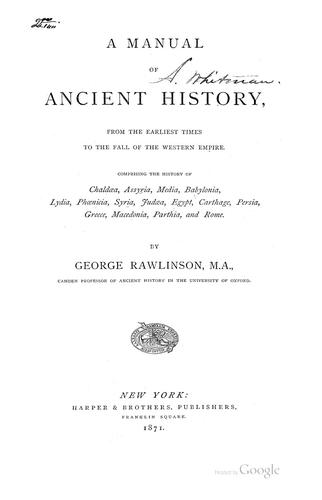 A MANUAL
OF
S. Whitman.
ANCIENT HISTORY,
FROM THE EARLIEST TIMES
TO THE FALL OF THE WESTERN EMPIRE.
COMPRISING THE HISTORY OF
Chaldæa, Assyria, Media, Babylonia,
Lydia, Phœnicia, Syria, Judæa, Egypt, Carthage, Persia,
Greece, Macedonia, Parthia, and Rome.
BY
GEORGE RAWLINSON, M.A.,
CAMDEN PROFESSOR OF ANCIENT HISTORY IN THE UNIVERSITY OF OXFORD.
NEW YORK:
HARPER & BROTHERS, PUBLISHERS,
FRANKLIN SQUARE.
1871.
Hosted by Google